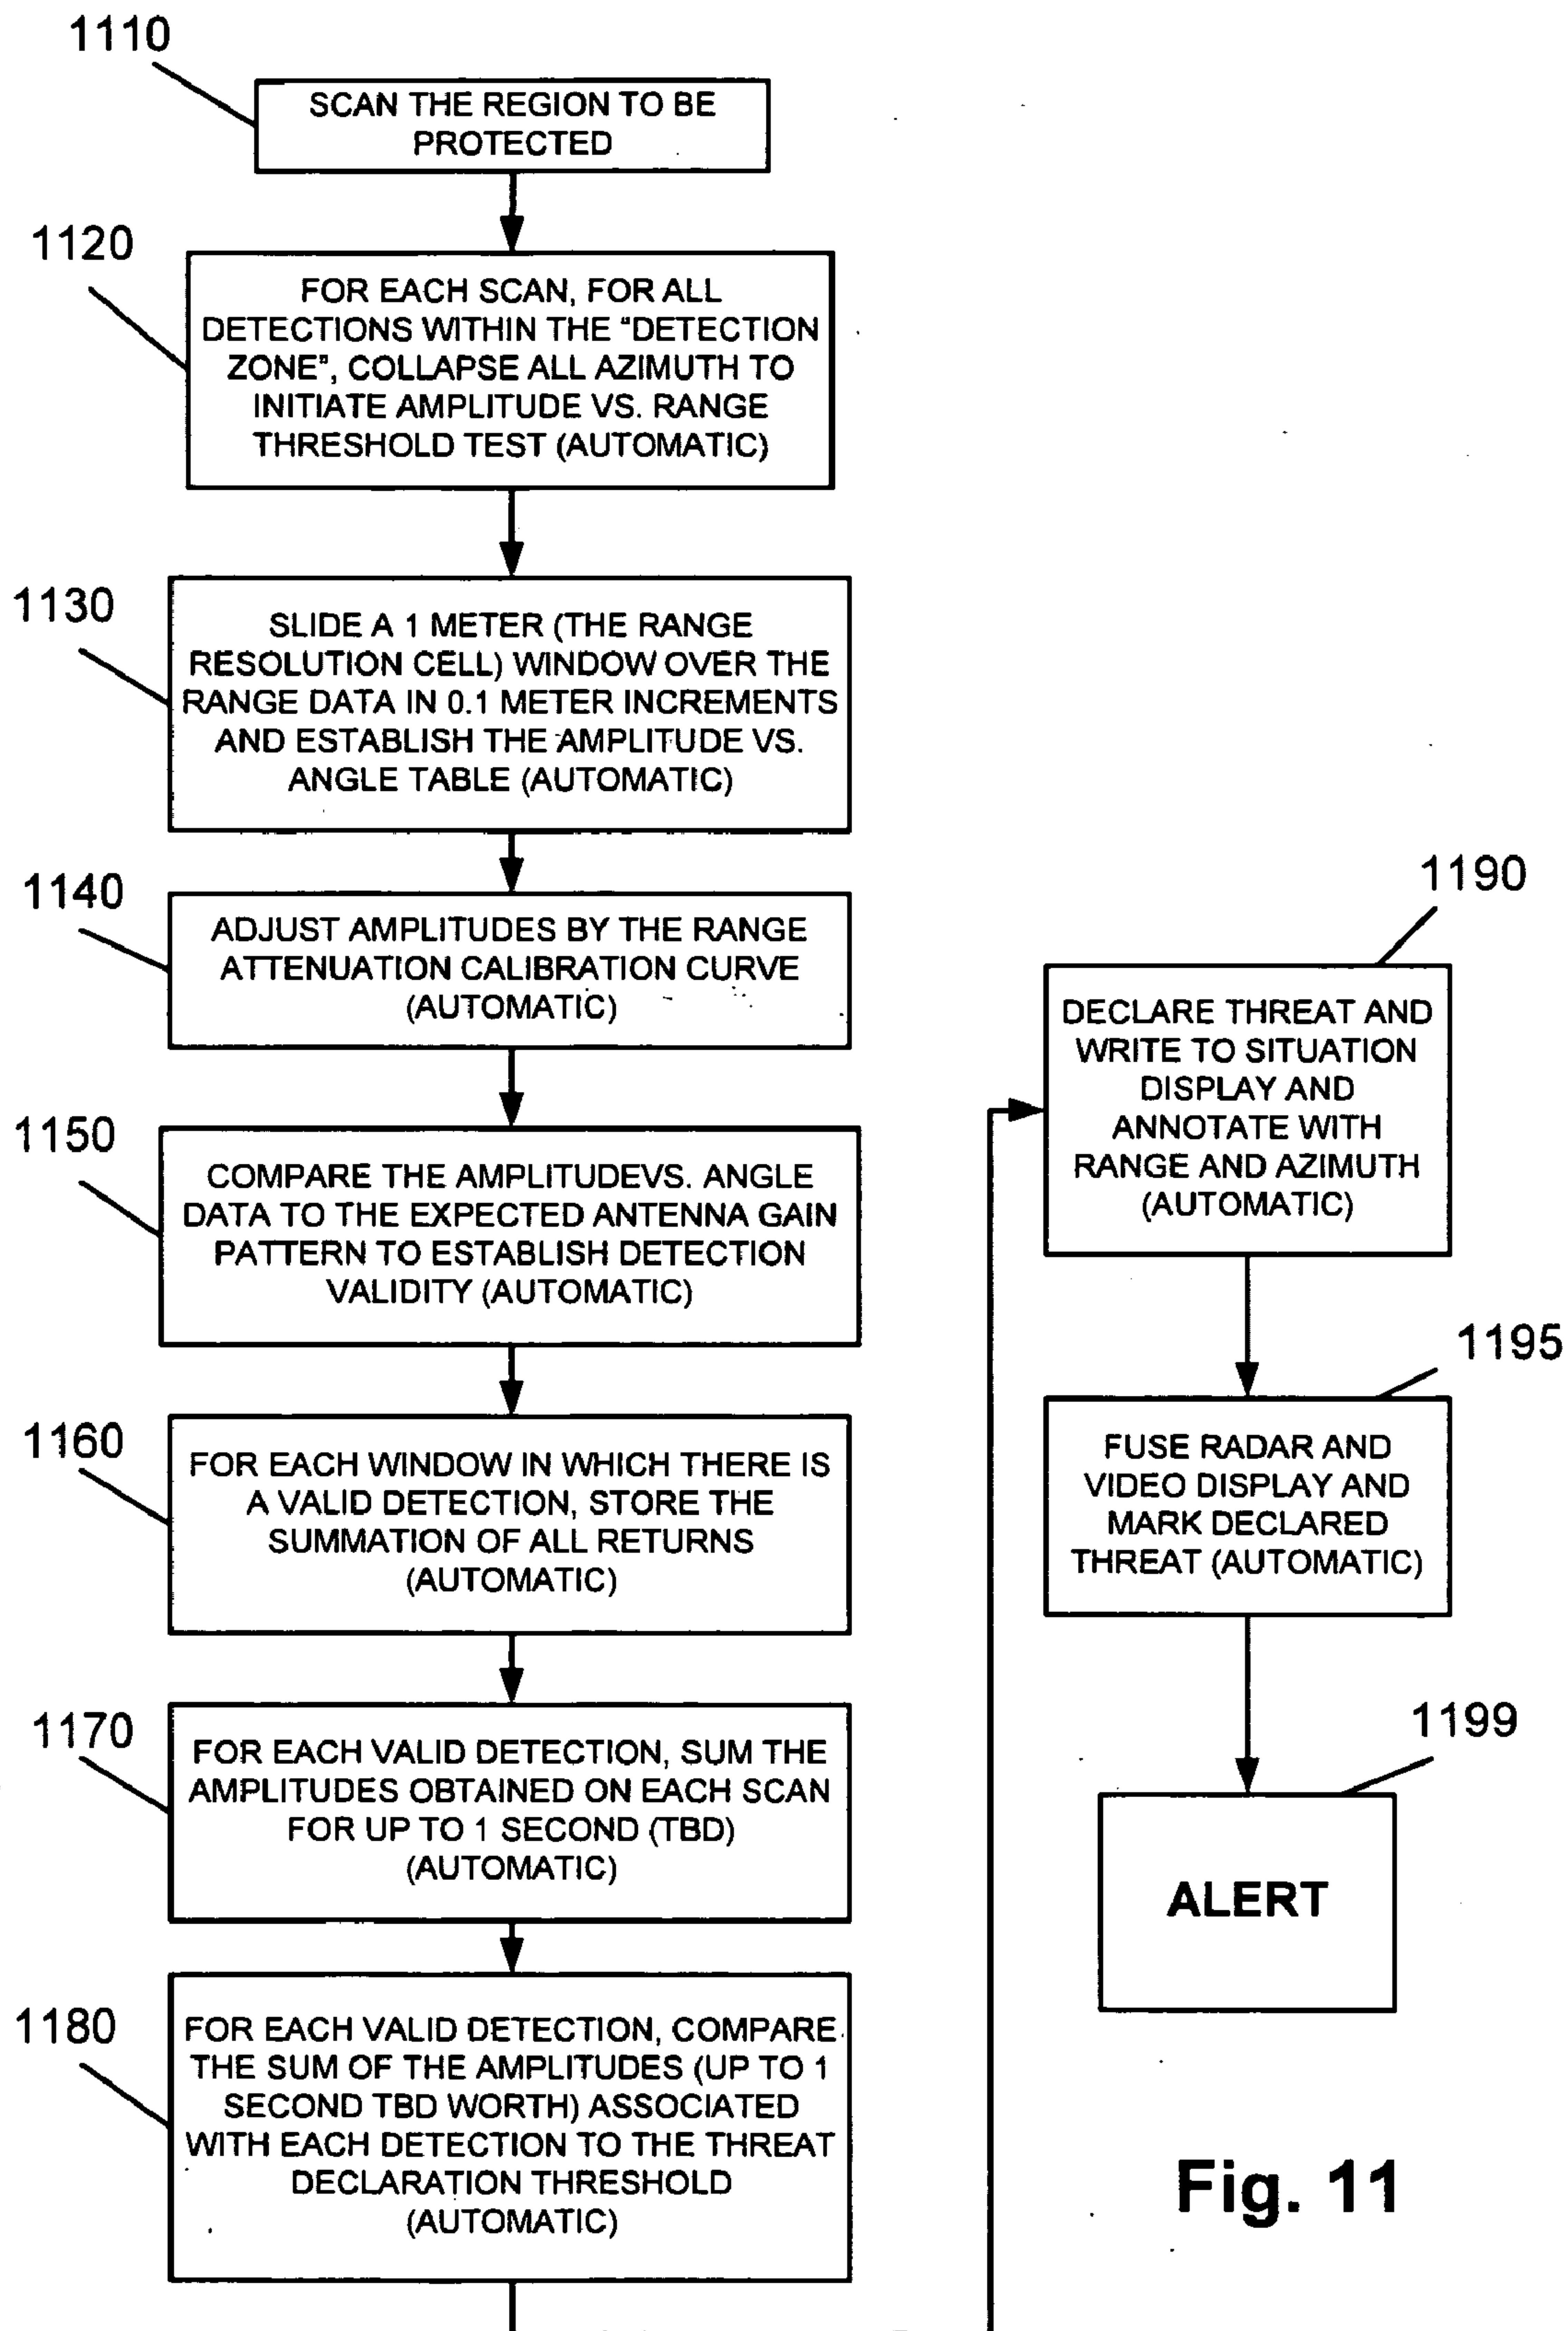 1110
SCAN THE REGION TO BE
PROTECTED
1120
FOR EACH SCAN, FOR ALL
DETECTIONS WITHIN THE "DETECTION
ZONE", COLLAPSE ALL AZIMUTH TO
INITIATE AMPLITUDE VS. RANGE
THRESHOLD TEST (AUTOMATIC)
1130
SLIDE A 1 METER (THE RANGE
RESOLUTION CELL) WINDOW OVER THE
RANGE DATA IN 0.1 METER INCREMENTS
AND ESTABLISH THE AMPLITUDE VS.
ANGLE TABLE (AUTOMATIC)
1140
ADJUST AMPLITUDES BY THE RANGE
ATTENUATION CALIBRATION CURVE
(AUTOMATIC)
1150
COMPARE THE AMPLITUDEVS. ANGLE
DATA TO THE EXPECTED ANTENNA GAIN
PATTERN TO ESTABLISH DETECTION
VALIDITY (AUTOMATIC)
1160
FOR EACH WINDOW IN WHICH THERE IS
A VALID DETECTION, STORE THE
SUMMATION OF ALL RETURNS
(AUTOMATIC)
1170
FOR EACH VALID DETECTION, SUM THE
AMPLITUDES OBTAINED ON EACH SCAN
FOR UP TO 1 SECOND (TBD)
(AUTOMATIC)
1180
FOR EACH VALID DETECTION, COMPARE
THE SUM OF THE AMPLITUDES (UP TO 1
SECOND TBD WORTH) ASSOCIATED
WITH EACH DETECTION TO THE THREAT
DECLARATION THRESHOLD
(AUTOMATIC)
1190
DECLARE THREAT AND
WRITE TO SITUATION
DISPLAY AND
ANNOTATE WITH
RANGE AND AZIMUTH
(AUTOMATIC)
1195
FUSE RADAR AND
VIDEO DISPLAY AND
MARK DECLARED
THREAT (AUTOMATIC)
1199
ALERT
Fig. 11